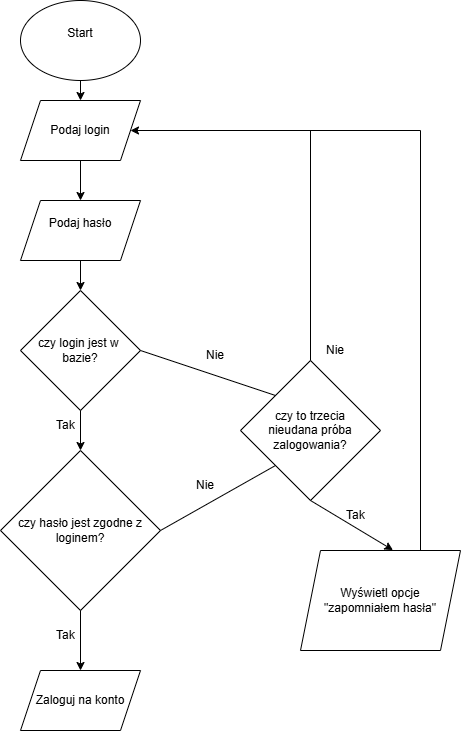 Start
Podaj login
Podaj hasło
czy login jest w
bazie?
Nie
Nie
czy to trzecia
nieudana próba
zalogowania?
Tak
czy hasło jest zgodne z
loginem?
Nie
Tak
Wyświetl opcje
"zapomniałem hasła"
Tak
Zaloguj na konto